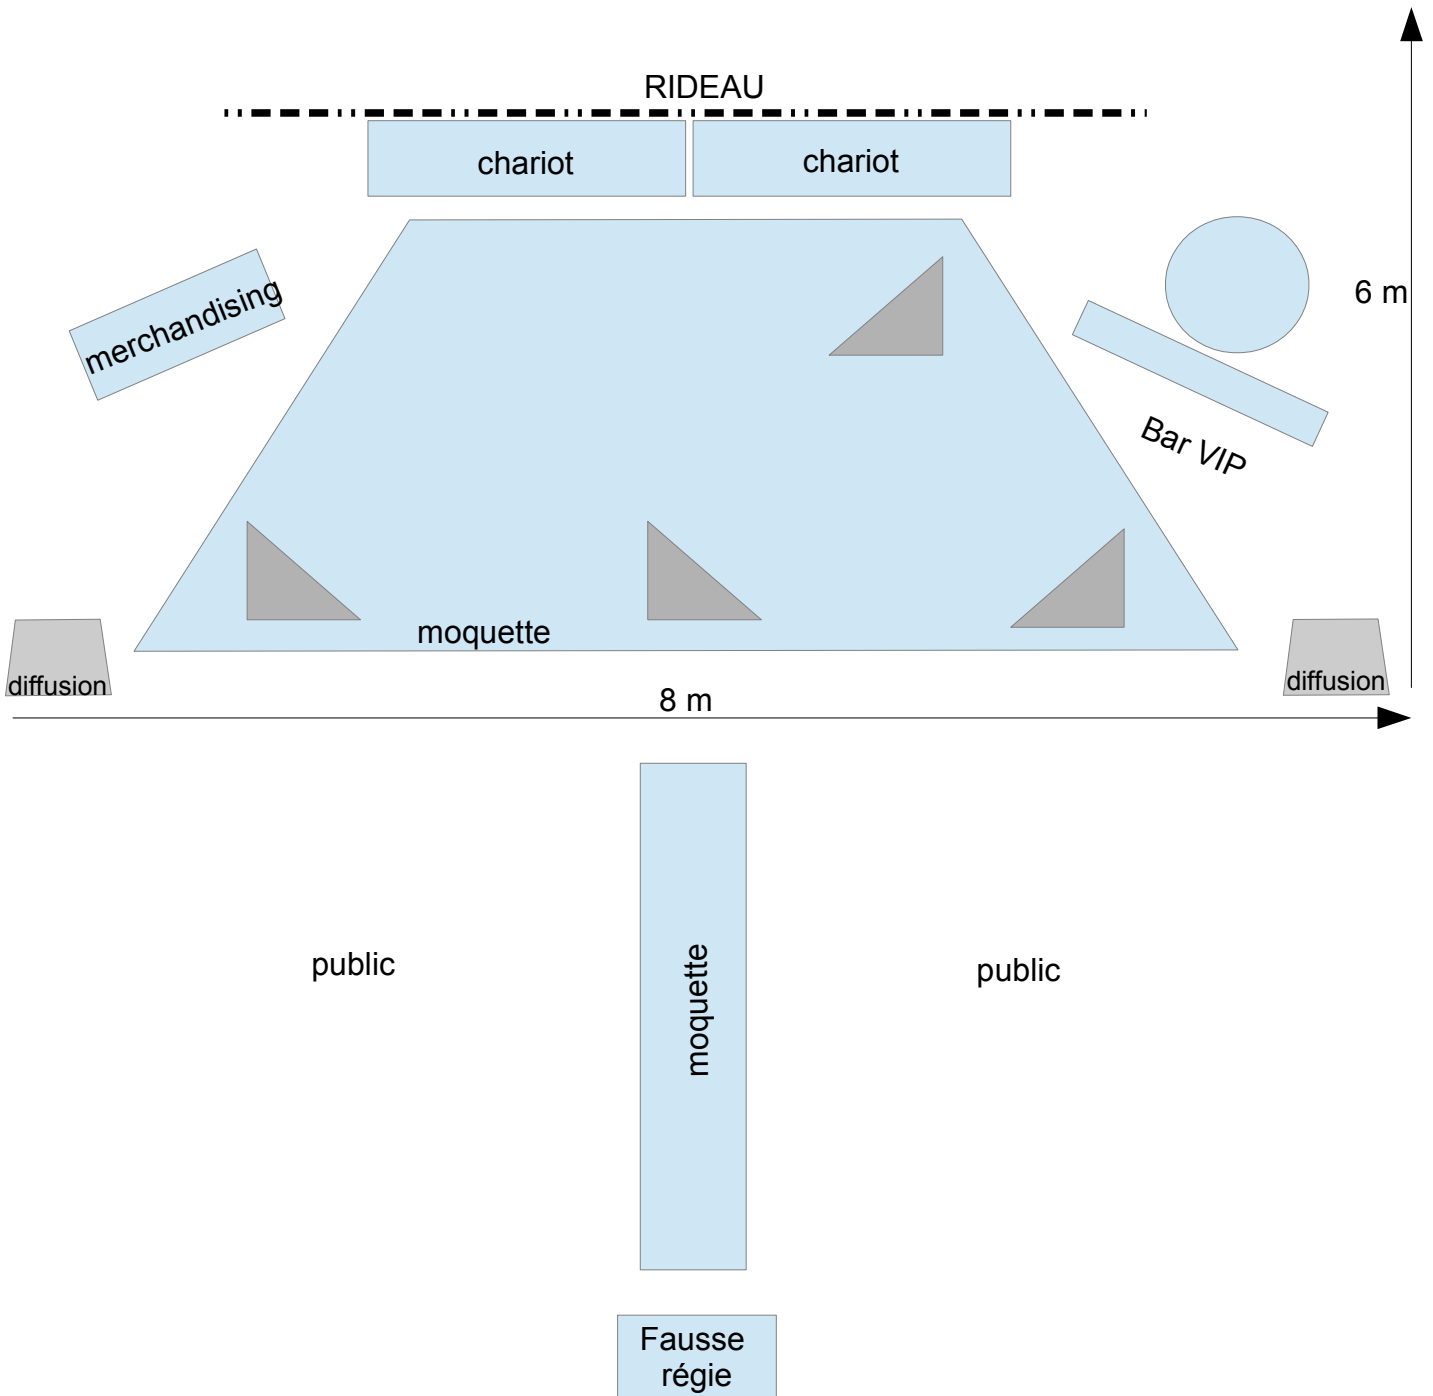 RIDEAU
chariot
chariot
merchandising
6 m
Bar VIP
moquette
diffusion
diffusion
8 m
public
moquette
public
Fausse
régie